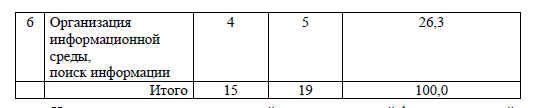 6 Организация 4 5 26,3
информационной
среды,
поиск информации
Итого 15 19 100,0